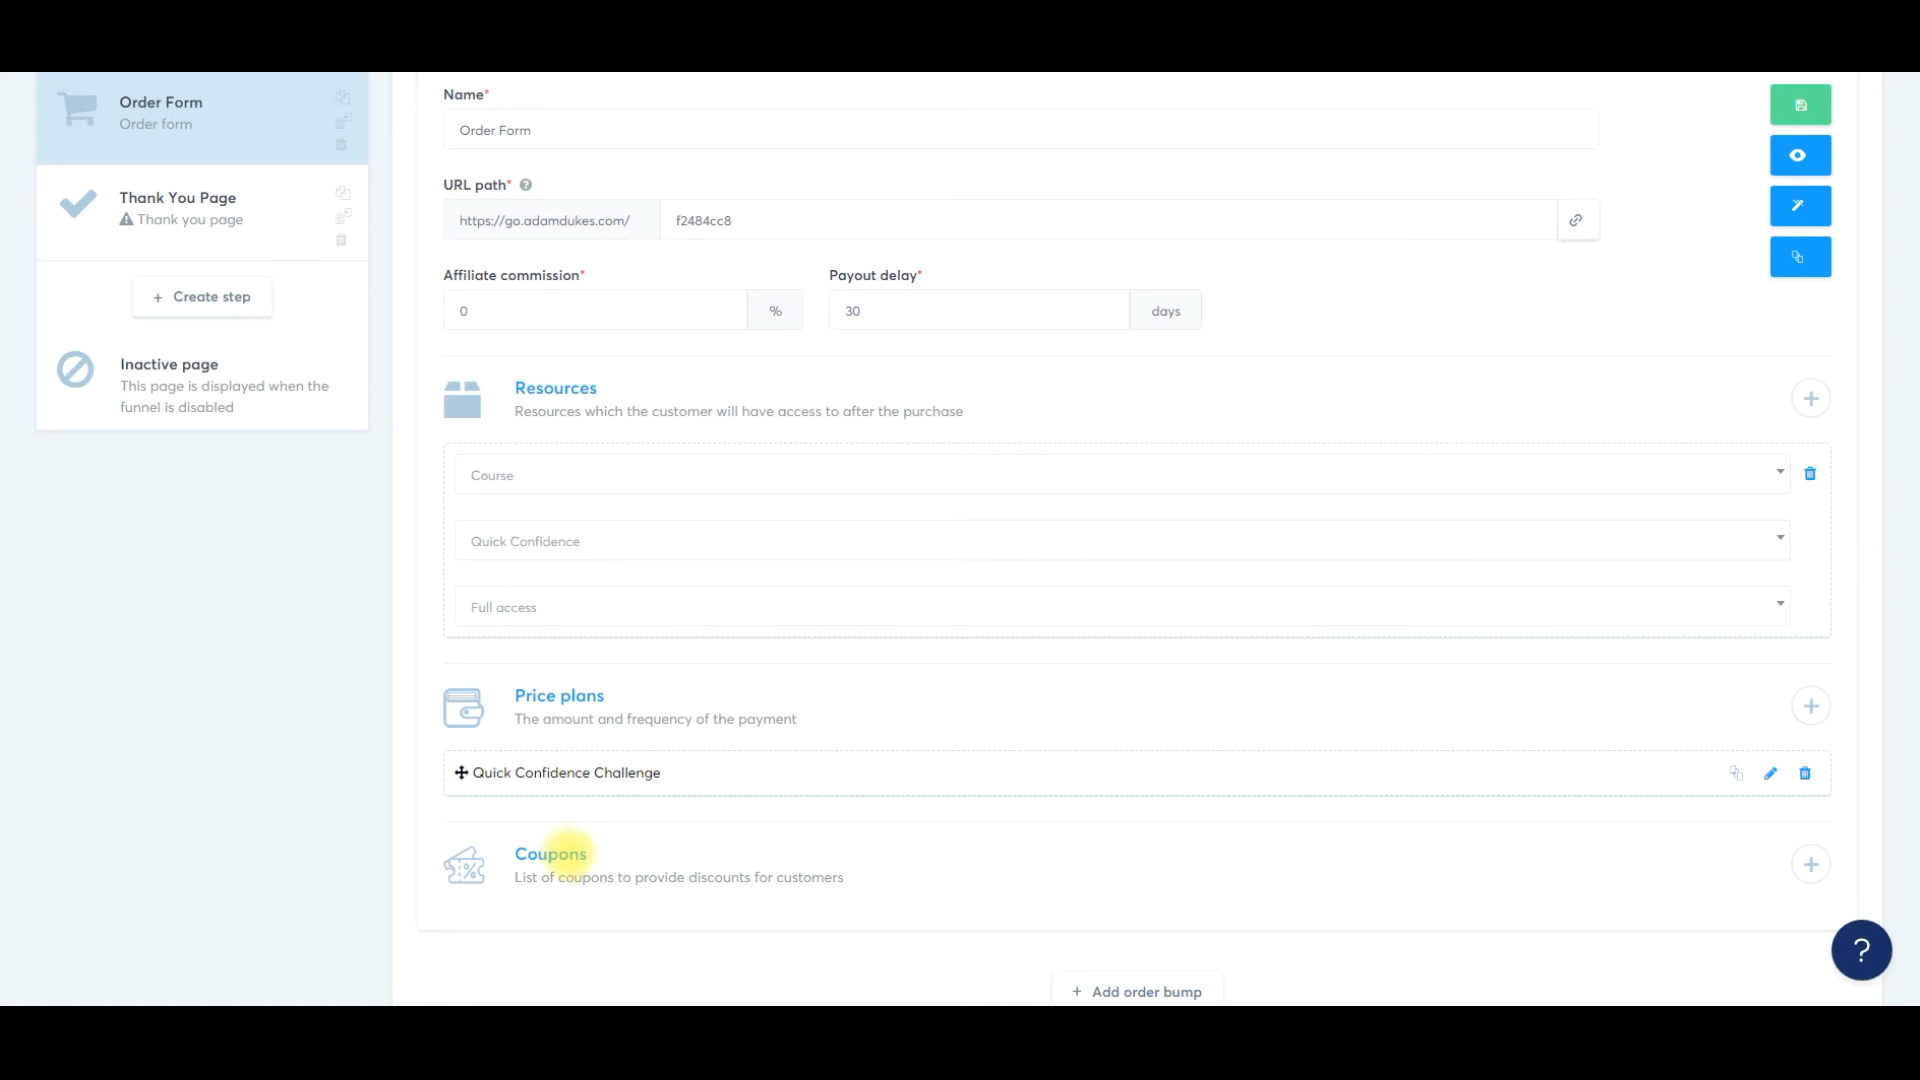 Order Form
Order form
Thank You Page
Thank you page
+ Create step
Inactive page
This page is displayed when the
funnel is disabled
Name*
Order Form
URL path* ?
https://go.adamdukes.com/ f2484cc8
Affiliate commission* Payout delay*
0 % 30 days
Resources
Resources which the customer will have access to after the purchase
Course
Quick Confidence
Full access
Price plans
The amount and frequency of the payment
Quick Confidence Challenge
Coupons
List of coupons to provide discounts for customers
+ Add order bump
?